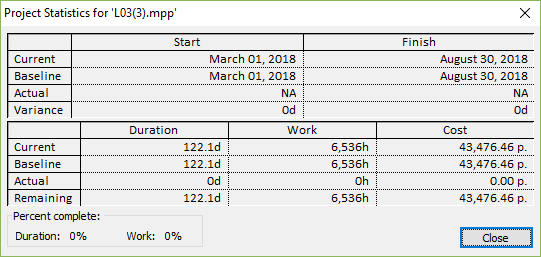 Project Statistics for 'L03(3).mpp'
Start Finish
Current March 01, 2018 August 30, 2018
Baseline March 01, 2018 August 30, 2018
Actual NA NA
Variance 0d 0d
Duration Work Cost
Current 122.1d 6,536h 43,476.46 p.
Baseline 122.1d 6,536h 43,476.46 p.
Actual 0d 0h 0.00 p.
Remaining 122.1d 6,536h 43,476.46 p.
Percent complete:
Duration: 0% Work: 0%
Close